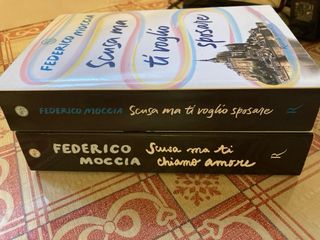 FEDERICO MOCCIA
Scusa ma
ti voglio
sposare
FEDERICO MOCCIA Scusa ma ti voglio sposare R
FEDERICO
MOCCIA
Scusa ma ti
chiamo amore
R